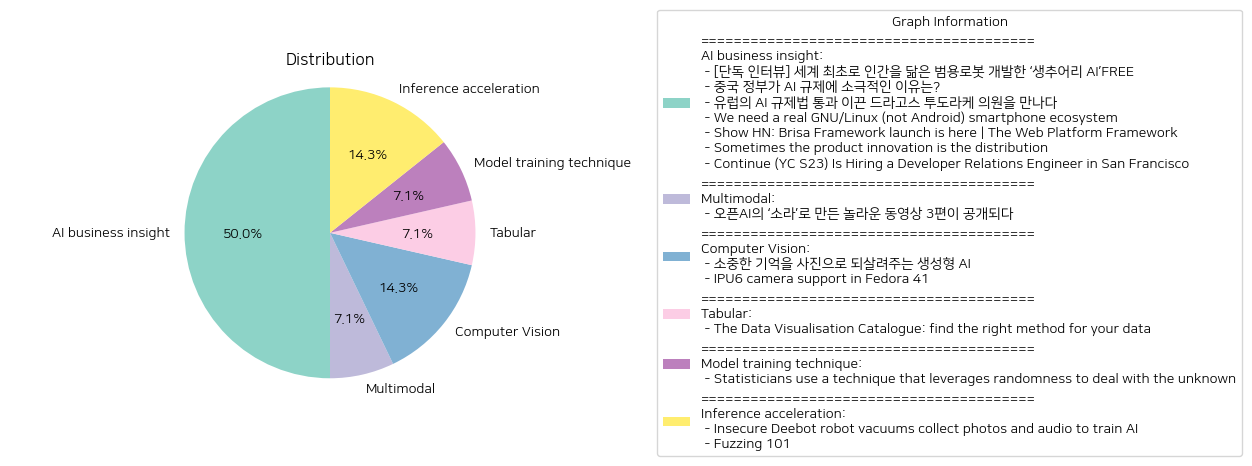 Distribution
Inference acceleration
14.3%
Model training technique
7.1%
Tabular
7.1%
AI business insight
50.0%
14.3%
Computer Vision
7.1%
Multimodal
Graph Information
========================================
AI business insight:
- [단독 인터뷰] 세계 최초로 인간을 닮은 범용로봇 개발한 ‘생추어리 AI’FREE
- 중국 정부가 AI 규제에 소극적인 이유는?
- 유럽의 AI 규제법 통과 이끈 드라고스 투도라케 의원을 만나다
- We need a real GNU/Linux (not Android) smartphone ecosystem
- Show HN: Brisa Framework launch is here | The Web Platform Framework
- Sometimes the product innovation is the distribution
- Continue (YC S23) Is Hiring a Developer Relations Engineer in San Francisco
========================================
Multimodal:
- 오픈AI의 ‘소라’로 만든 놀라운 동영상 3편이 공개되다
========================================
Computer Vision:
- 소중한 기억을 사진으로 되살려주는 생성형 AI
- IPU6 camera support in Fedora 41
========================================
Tabular:
- The Data Visualisation Catalogue: find the right method for your data
========================================
Model training technique:
- Statisticians use a technique that leverages randomness to deal with the unknown
========================================
Inference acceleration:
- Insecure Deebot robot vacuums collect photos and audio to train AI
- Fuzzing 101